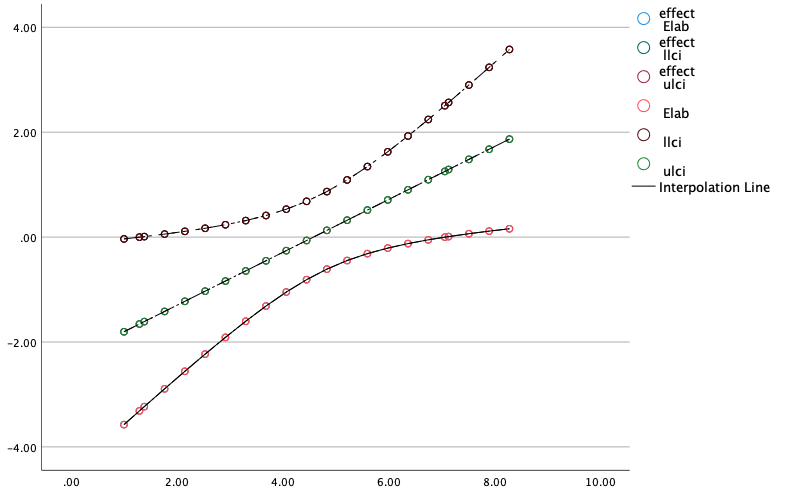 4.00
2.00
.00
-2.00
-4.00
.00 2.00 4.00 6.00 8.00 10.00
effect
Elab
effect
llci
effect
ulci
Elab
llci
ulci
Interpolation Line